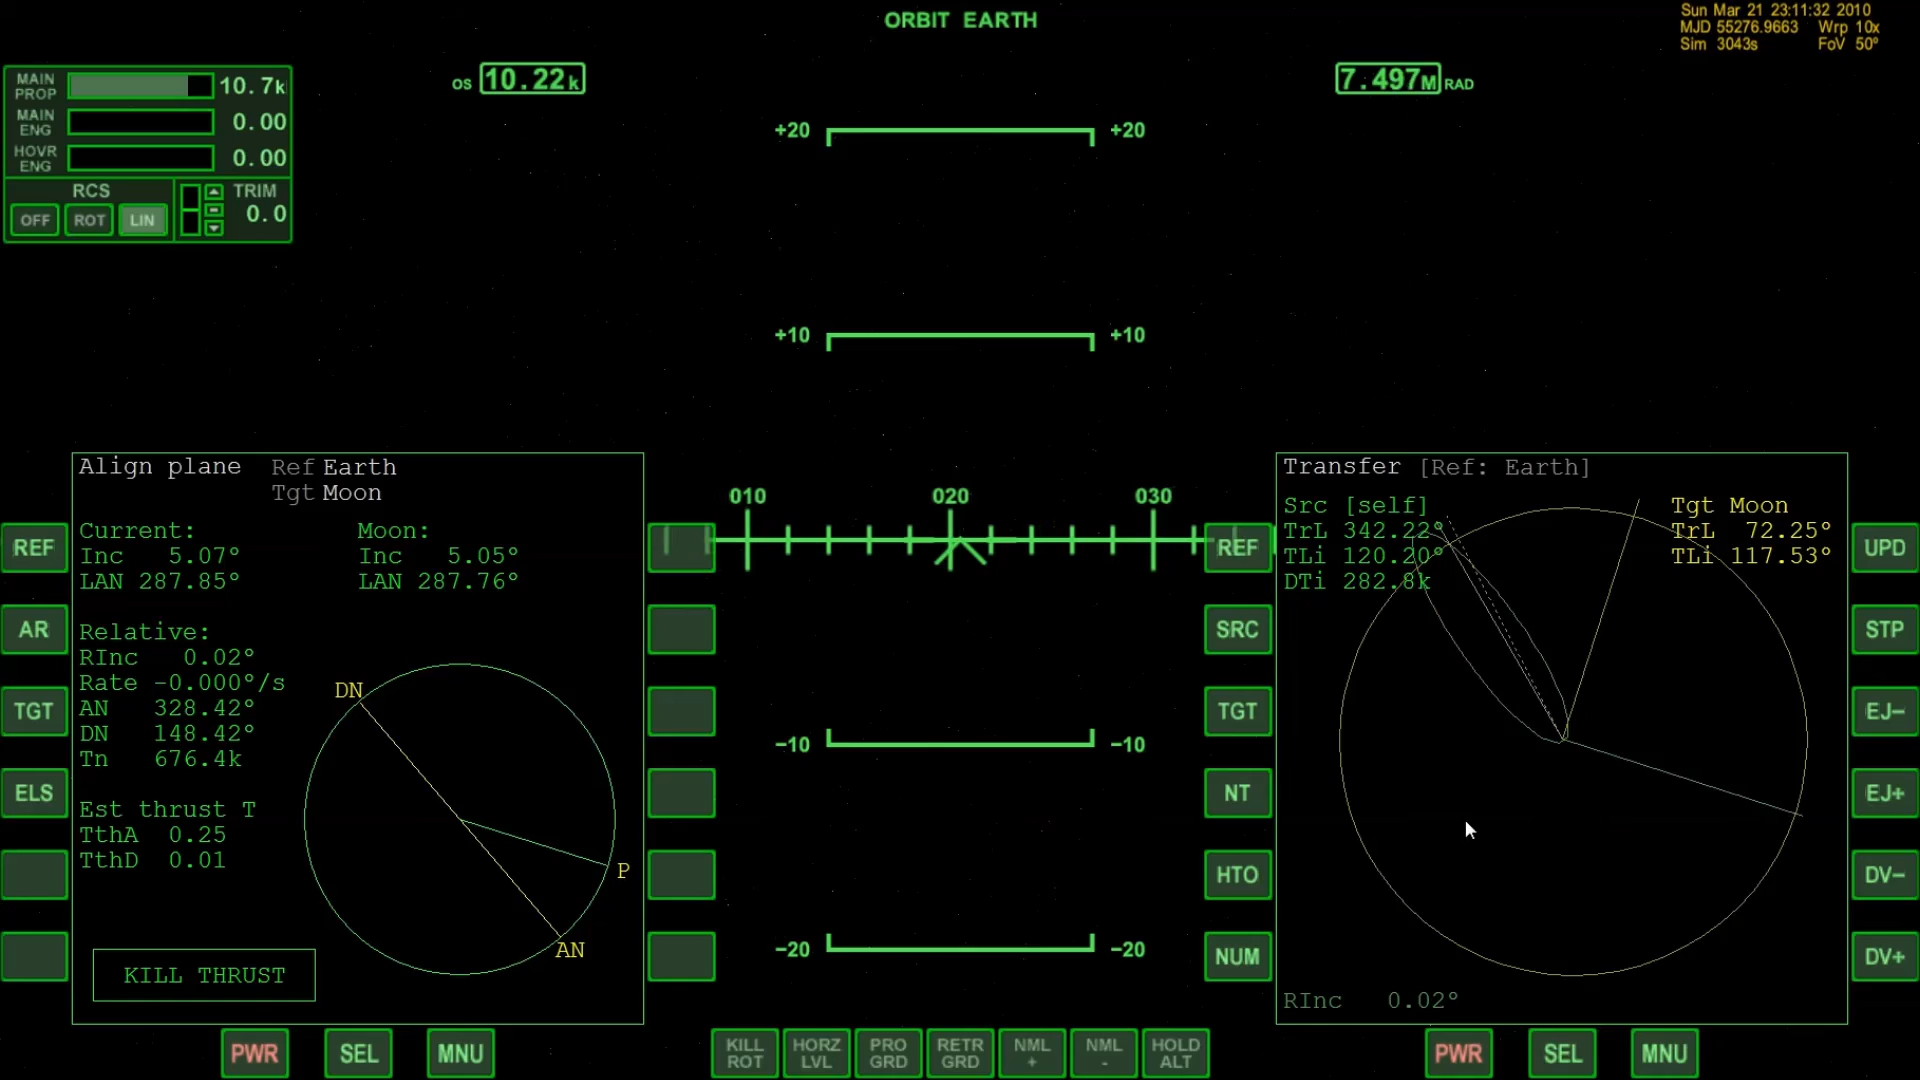 ORBIT EARTH
Sun Mar 21 23:11:32 2010
MJD 55276.9663 Wrp 10x
Sim 3043s FoV 50°
MAIN PROP 10.7k
MAIN ENG 0.00
HOVR ENG 0.00
RCS TRIM
OFF ROT LIN 0.0
OS 10.22k
7.497M RAD
+20 +20
+10 +10
010 020 030
-10 -10
-20 -20
Align plane Ref Earth
Tgt Moon
Current: Moon:
Inc 5.07° Inc 5.05°
LAN 287.85° LAN 287.76°
Relative:
RInc 0.02°
Rate -0.000°/s
AN 328.42°
DN 148.42°
Tn 676.4k
Est thrust T
TthA 0.25
TthD 0.01
KILL THRUST
DN
P
AN
REF
AR
TGT
ELS
PWR SEL MNU
KILL ROT
HORZ LVL
PRO GRD
RETR GRD
NML +
NML -
HOLD ALT
Transfer [Ref: Earth]
Src [self] Tgt Moon
TrL 342.22° TrL 72.25°
TLi 120.20° TLi 117.53°
DTi 282.8k
RInc 0.02°
REF
SRC
TGT
NT
HTO
NUM
UPD
STP
EJ-
EJ+
DV-
DV+
PWR SEL MNU